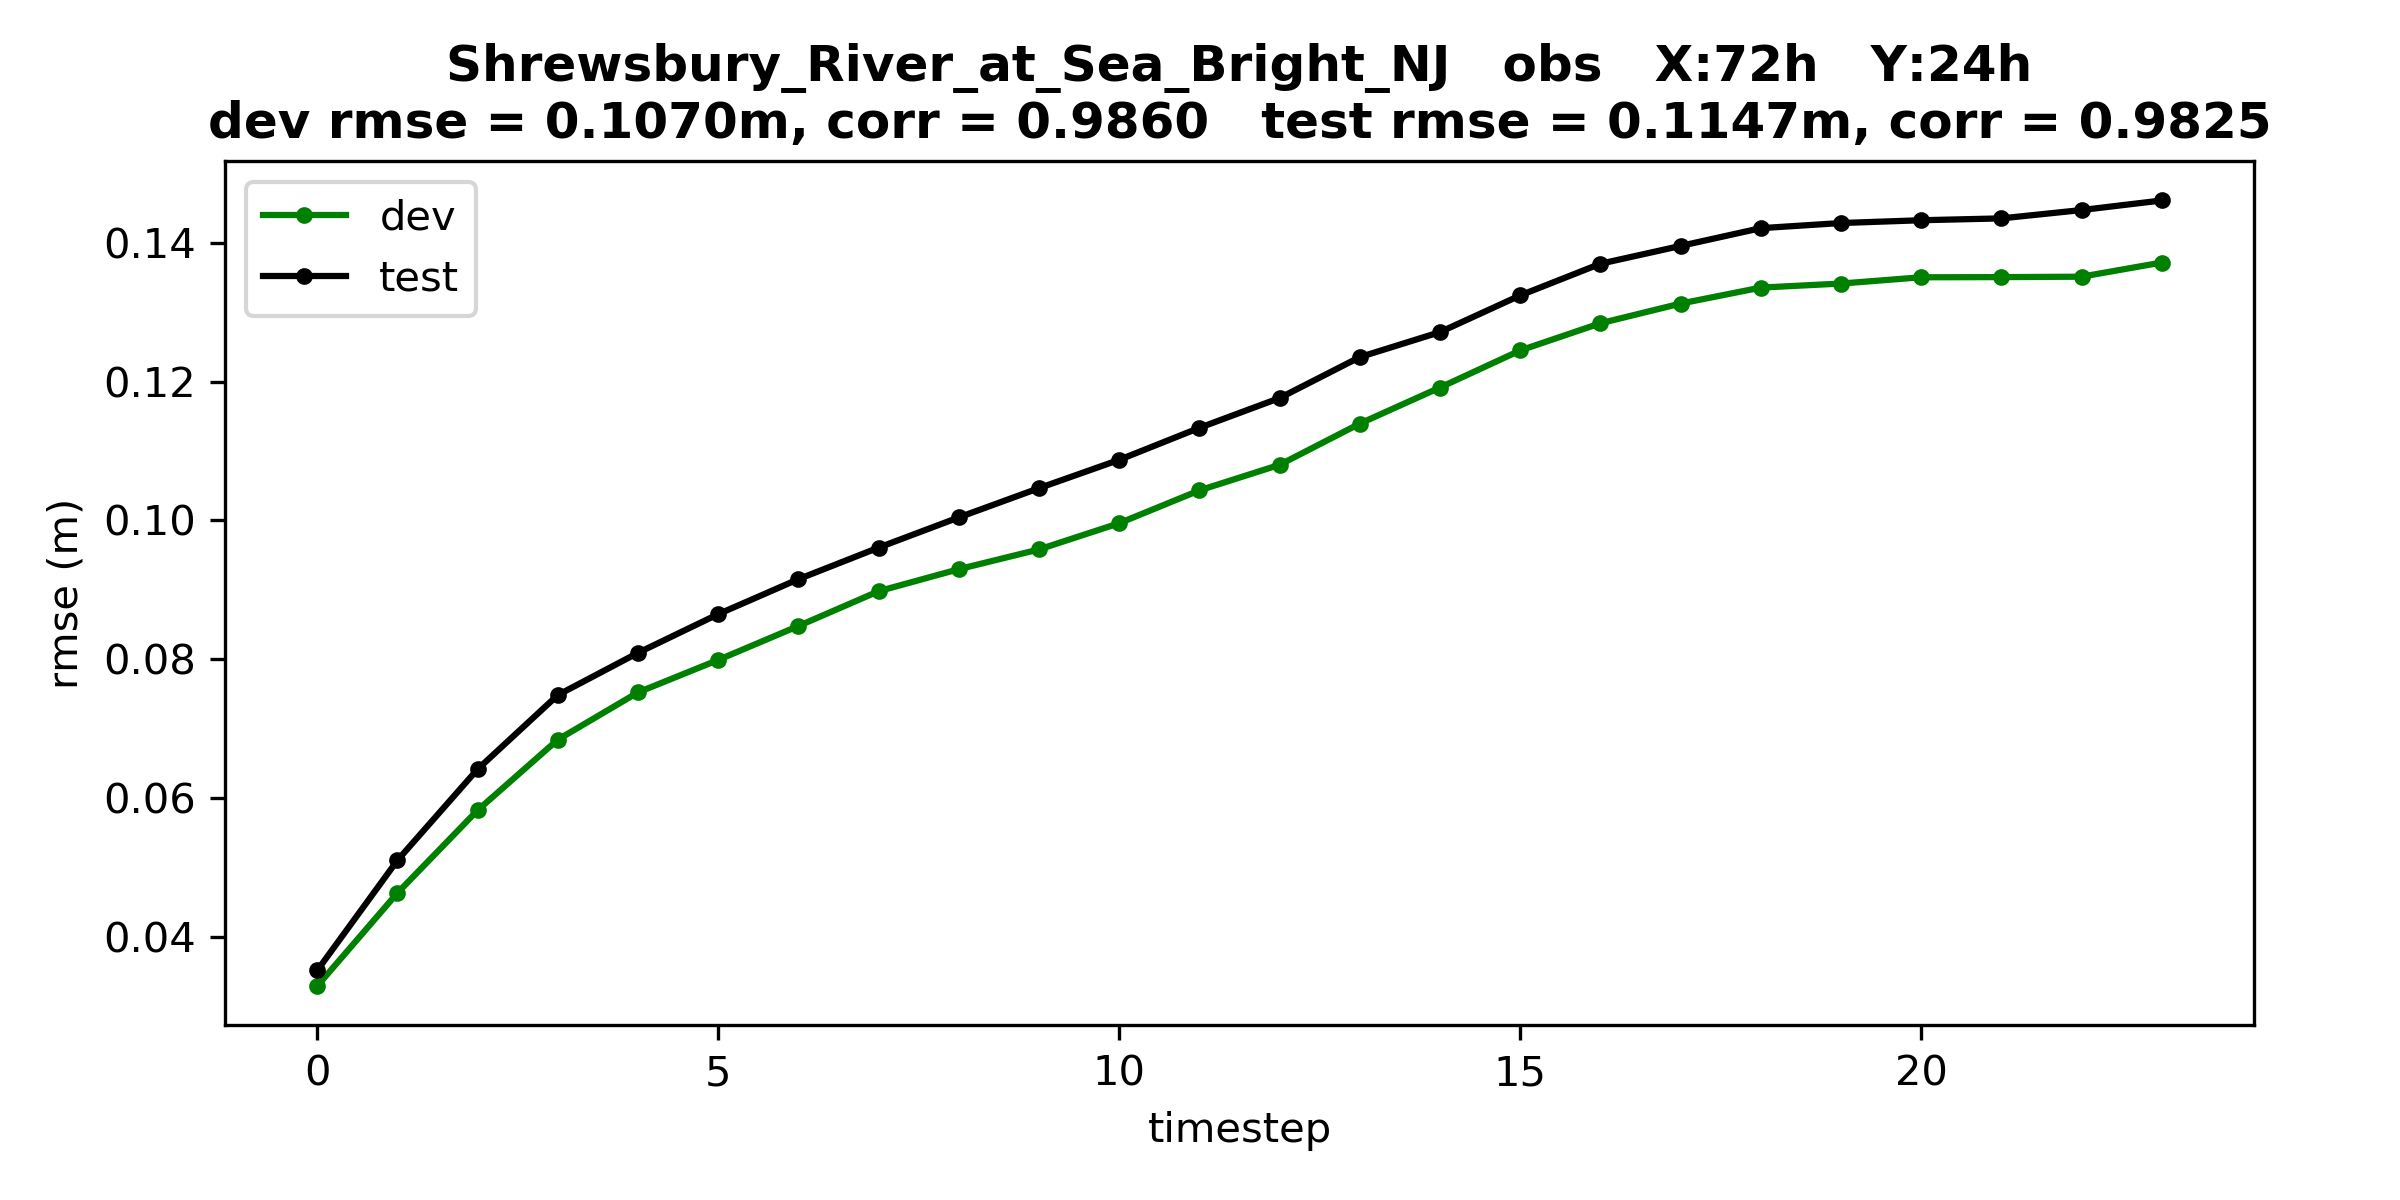 Shrewsbury_River_at_Sea_Bright_NJ obs X:72h Y:24h
dev rmse = 0.1070m, corr = 0.9860 test rmse = 0.1147m, corr = 0.9825
dev
test
0.14
0.12
0.10
0.08
0.06
0.04
rmse (m)
0 5 10 15 20
timestep